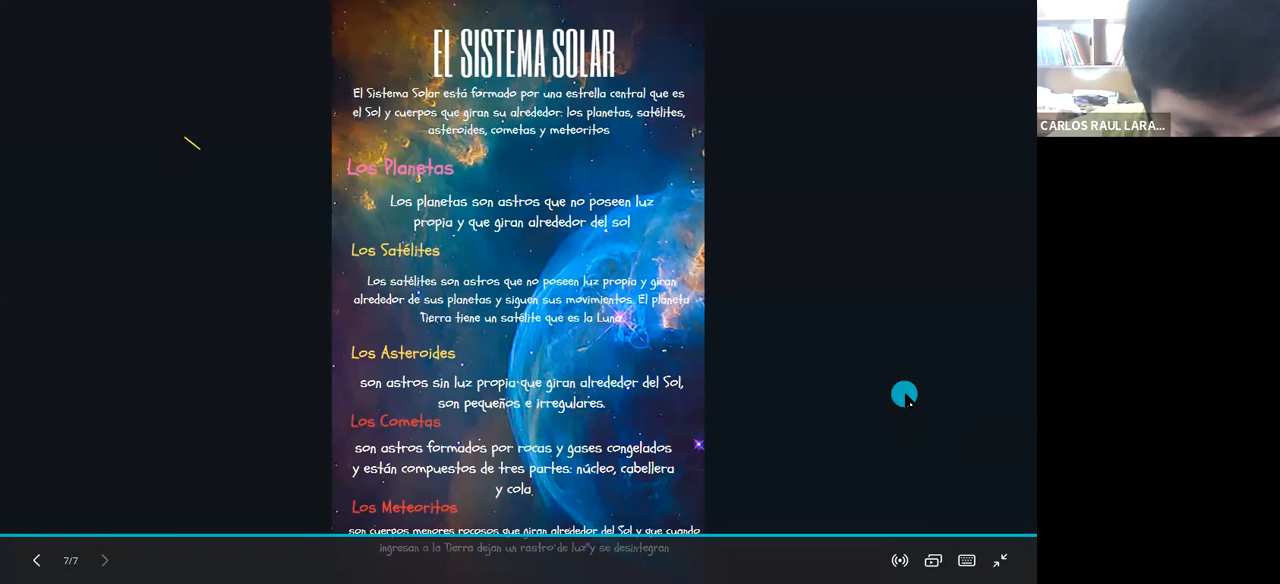 EL SISTEMA SOLAR
El Sistema Solar está formado por una estrella central que es
el Sol y cuerpos que giran su alrededor: los planetas, satélites,
asteroides, cometas y meteoritos
Los Planetas
Los planetas son astros que no poseen luz
propia y que giran alrededor del sol
Los Satélites
Los satélites son astros que no poseen luz propia y giran
alrededor de sus planetas y siguen sus movimientos. El planeta
Tierra tiene un satélite que es la Luna.
Los Asteroides
son astros sin luz propia que giran alrededor del Sol,
son pequeños e irregulares.
Los Cometas
son astros formados por rocas y gases congelados
y están compuestos de tres partes: núcleo, cabellera
y cola.
Los Meteoritos
son cuerpos menores rocosos que giran alrededor del Sol y que cuando
ingresan a la Tierra dejan un rastro de luz y se desintegran
7/7
CARLOS RAUL LARA...